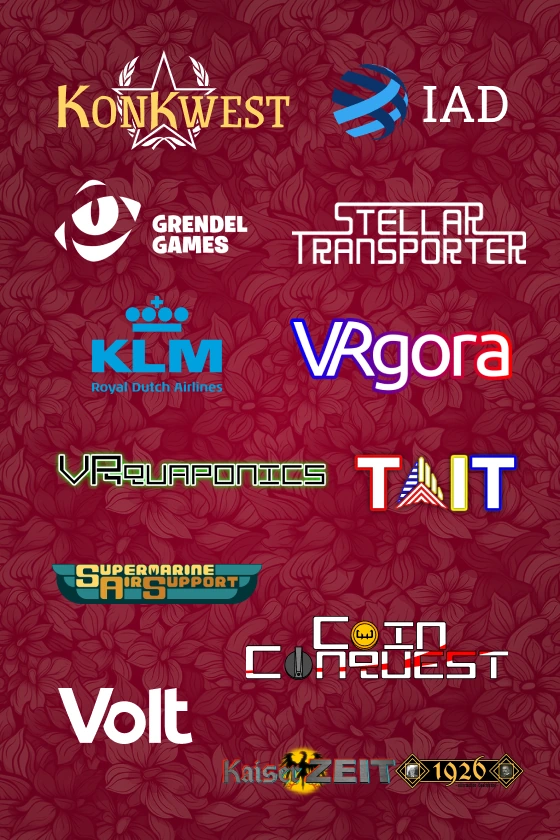 KONKWEST
IAD
GRENDEL
GAMES
STELLAR
TRANSPORTER
KLM
Royal Dutch Airlines
VRgora
VRQUAPONICS
TAIT
SUPERMARINE
AIRSUPPORT
COIN
CONQUEST
Volt
KaiserZEIT
1926